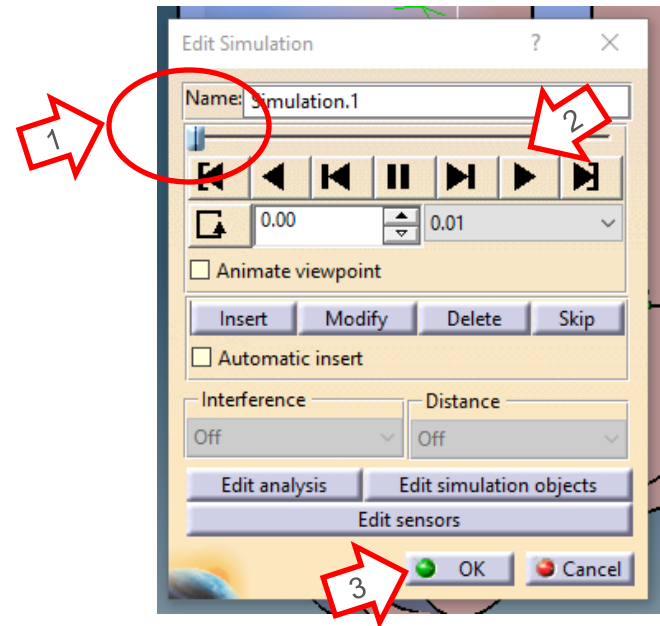 Edit Simulation ? ×
Name: Simulation.1
1
2
0.00 0.01
Animate viewpoint
Insert Modify Delete Skip
Automatic insert
Interference Distance
Off Off
Edit analysis Edit simulation objects
Edit sensors
OK Cancel
3